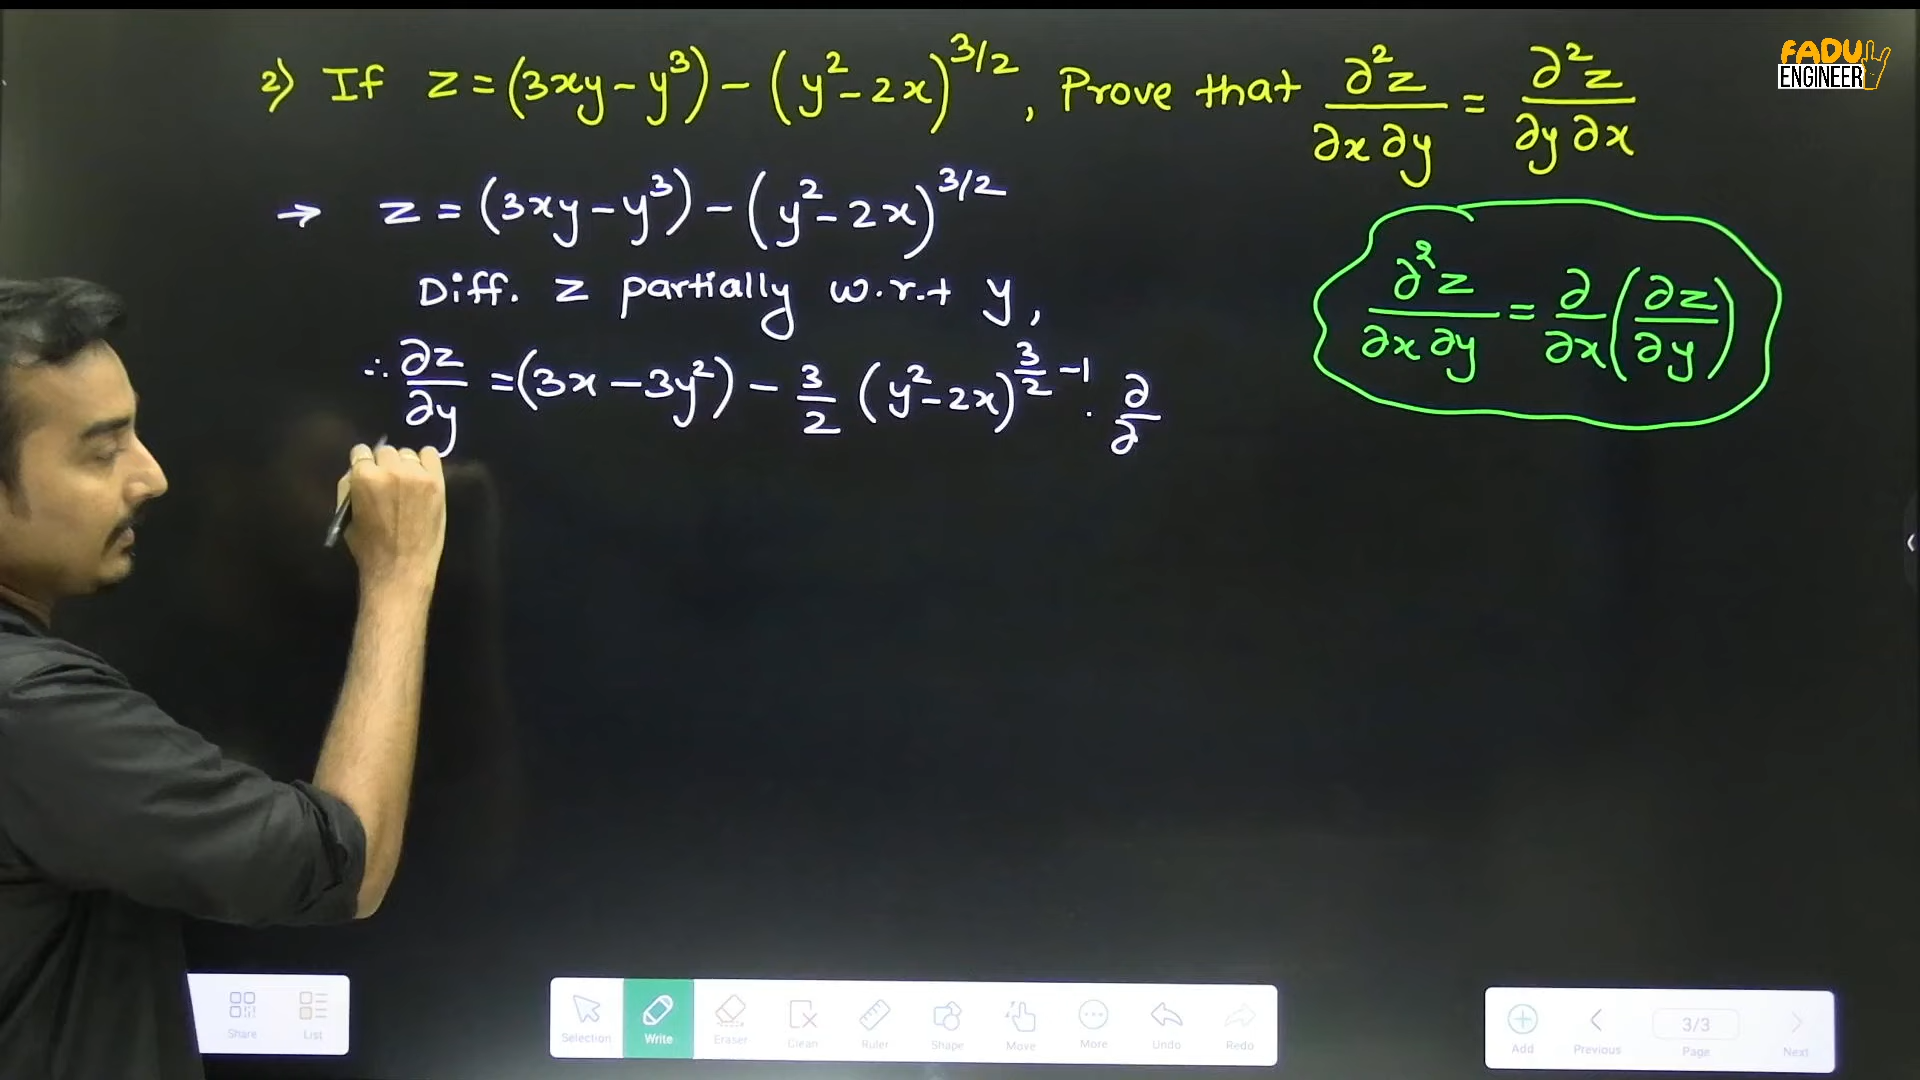 2) If z = (3xy - y³) - (y² - 2x)^3/2, Prove that ∂²z/∂x∂y = ∂²z/∂y∂x
→ z = (3xy - y³) - (y² - 2x)^3/2
Diff. z partially w.r.t y,
∴ ∂z/∂y = (3x - 3y²) - 3/2 (y² - 2x)^3/2 - 1 . ∂/∂
∂²z/∂x∂y = ∂/∂x (∂z/∂y)
FADU
ENGINEER
Share
List
Selection
Write
Eraser
Clean
Ruler
Shape
Move
More
Undo
Redo
Add
Previous
3/3
Page
Next